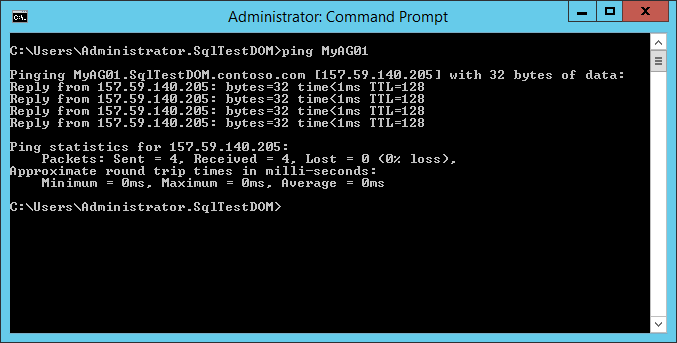 Administrator: Command Prompt
C:\Users\Administrator.SqlTestDOM>ping MyAG01
Pinging MyAG01.SqlTestDOM.contoso.com [157.59.140.205] with 32 bytes of data:
Reply from 157.59.140.205: bytes=32 time<1ms TTL=128
Reply from 157.59.140.205: bytes=32 time<1ms TTL=128
Reply from 157.59.140.205: bytes=32 time<1ms TTL=128
Reply from 157.59.140.205: bytes=32 time<1ms TTL=128
Ping statistics for 157.59.140.205:
    Packets: Sent = 4, Received = 4, Lost = 0 (0% loss),
Approximate round trip times in milli-seconds:
    Minimum = 0ms, Maximum = 0ms, Average = 0ms
C:\Users\Administrator.SqlTestDOM>